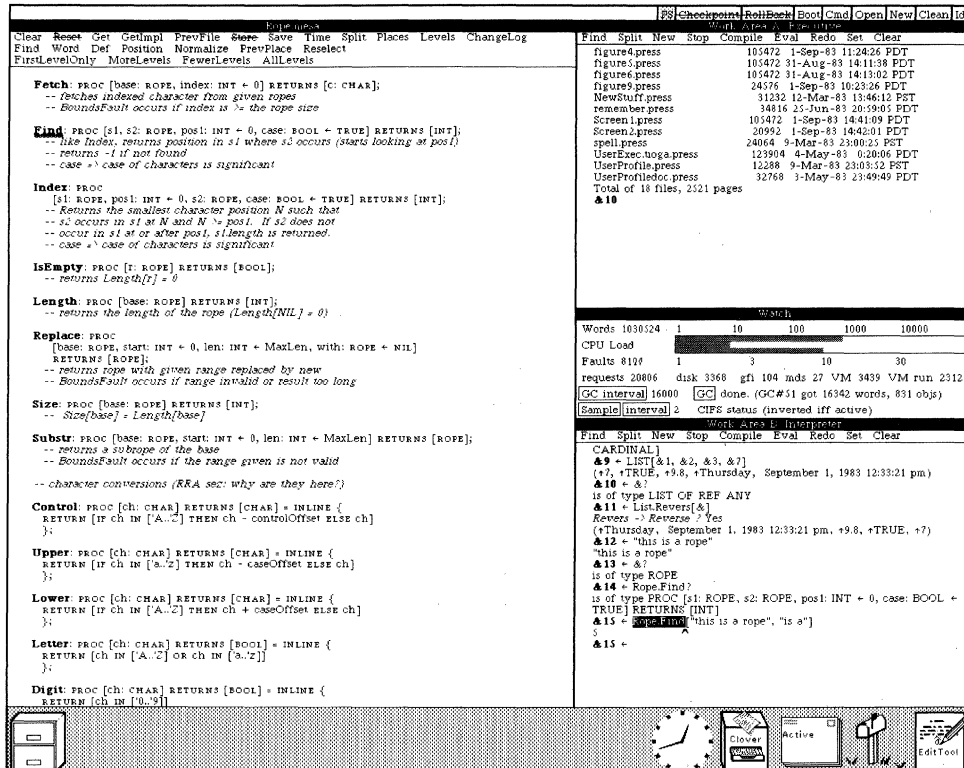 PS Checkpoint RollBack Boot Cmd Open New Clean Id
Rope.mesa
Clear Reset Get GetImpl PrevFile Store Save Time Split Places Levels ChangeLog
Find Word Def Position Normalize PrevPlace Reselect
FirstLevelOnly MoreLevels FewerLevels AllLevels
Fetch: PROC [base: ROPE, index: INT ← 0] RETURNS [c: CHAR];
-- fetches indexed character from given ropes
-- BoundsFault occurs if index is >= the rope size
Find: PROC [s1, s2: ROPE, pos1: INT ← 0, case: BOOL ← TRUE] RETURNS [INT];
-- like Index, returns position in s1 where s2 occurs (starts looking at pos1)
-- returns -1 if not found
-- case => case of characters is significant
Index: PROC
[s1: ROPE, pos1: INT ← 0, s2: ROPE, case: BOOL ← TRUE] RETURNS [INT];
-- Returns the smallest character position N such that
-- s2 occurs in s1 at N and N >= pos1. If s2 does not
-- occur in s1 at or after pos1, s1.length is returned.
-- case => case of characters is significant
IsEmpty: PROC [r: ROPE] RETURNS [BOOL];
-- returns Length[r] = 0
Length: PROC [base: ROPE] RETURNS [INT];
-- returns the length of the rope (Length[NIL] = 0)
Replace: PROC
[base: ROPE, start: INT ← 0, len: INT ← MaxLen, with: ROPE ← NIL]
RETURNS [ROPE];
-- returns rope with given range replaced by new
-- BoundsFault occurs if range invalid or result too long
Size: PROC [base: ROPE] RETURNS [INT];
-- Size[base] = Length[base]
Substr: PROC [base: ROPE, start: INT ← 0, len: INT ← MaxLen] RETURNS [ROPE];
-- returns a subrope of the base
-- BoundsFault occurs if the range given is not valid
-- character conversions (RRA sez: why are they here?)
Control: PROC [ch: CHAR] RETURNS [CHAR] = INLINE {
RETURN [IF ch IN ['A..'Z] THEN ch - controlOffset ELSE ch]
};
Upper: PROC [ch: CHAR] RETURNS [CHAR] = INLINE {
RETURN [IF ch IN ['a..'z] THEN ch - caseOffset ELSE ch]
};
Lower: PROC [ch: CHAR] RETURNS [CHAR] = INLINE {
RETURN [IF ch IN ['A..'Z] THEN ch + caseOffset ELSE ch]
};
Letter: PROC [ch: CHAR] RETURNS [BOOL] = INLINE {
RETURN [ch IN ['A..'Z] OR ch IN ['a..'z]]
};
Digit: PROC [ch: CHAR] RETURNS [BOOL] = INLINE {
RETURN [ch IN ['0..'9]]
Work Area A: Executive
Find Split New Stop Compile Eval Redo Set Clear
figure4.press 105472 1-Sep-83 11:24:26 PDT
figure5.press 105472 31-Aug-83 14:11:38 PDT
figure6.press 105472 31-Aug-83 14:13:02 PDT
figure9.press 24576 1-Sep-83 10:23:26 PDT
NewStuff.press 31232 12-Mar-83 13:46:12 PST
remember.press 34816 25-Jun-83 20:59:05 PDT
Screen1.press 105472 1-Sep-83 14:41:09 PDT
Screen2.press 20992 1-Sep-83 14:42:01 PDT
spell.press 24064 9-Mar-83 23:00:25 PST
UserExec.tioga.press 123904 4-May-83 0:20:06 PDT
UserProfile.press 12288 9-Mar-83 23:03:52 PST
UserProfiledoc.press 32768 3-May-83 23:49:49 PDT
Total of 18 files, 2521 pages
&10
Watch
Words 1030524 1 10 100 1000 10000
CPU Load
Faults 8190 1 3 10 30
requests 20806 disk 3368 gfi 104 mds 27 VM 3439 VM run 2312
GC interval 16000 GC done. (GC#51 got 16342 words, 831 objs)
Sample interval 2 CIFS status (inverted iff active)
Work Area B: Interpreter
Find Split New Stop Compile Eval Redo Set Clear
CARDINAL]
&9 ← LIST[&1, &2, &3, &7]
(↑7, ↑TRUE, ↑9.8, ↑Thursday, September 1, 1983 12:33:21 pm)
&10 ← &?
is of type LIST OF REF ANY
&11 ← List.Revers[&]
Revers -> Reverse ? Yes
(↑Thursday, September 1, 1983 12:33:21 pm, ↑9.8, ↑TRUE, ↑7)
&12 ← "this is a rope"
"this is a rope"
&13 ← &?
is of type ROPE
&14 ← Rope.Find?
is of type PROC [s1: ROPE, s2: ROPE, pos1: INT ← 0, case: BOOL ←
TRUE] RETURNS [INT]
&15 ← Rope.Find["this is a rope", "is a"]
5
&15 ←
Clover
Active
EditTool